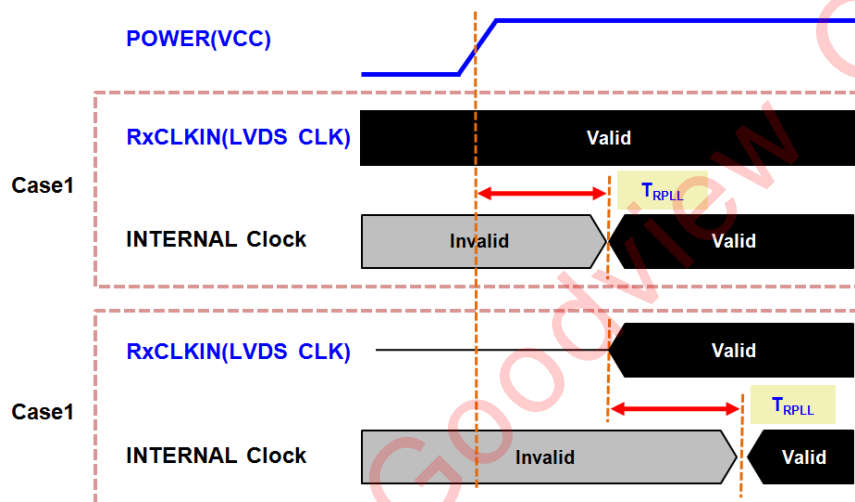 POWER(VCC)
RxCLKIN(LVDS CLK)
Valid
Case1
TRPLL
INTERNAL Clock
Invalid
Valid
RxCLKIN(LVDS CLK)
Valid
Case1
TRPLL
INTERNAL Clock
Invalid
Valid
Goodview